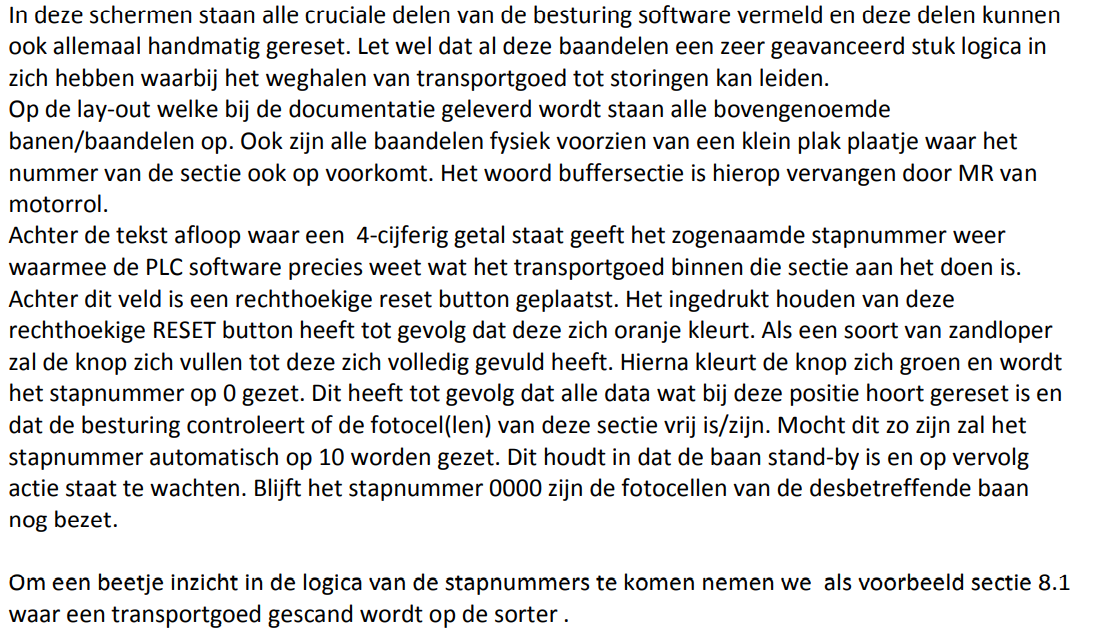 In deze schermen staan alle cruciale delen van de besturing software vermeld en deze delen kunnen
ook allemaal handmatig gereset. Let wel dat al deze baandelen een zeer geavanceerd stuk logica in
zich hebben waarbij het weghalen van transportgoed tot storingen kan leiden.
Op de lay-out welke bij de documentatie geleverd wordt staan alle bovengenoemde
banen/baandelen op. Ook zijn alle baandelen fysiek voorzien van een klein plak plaatje waar het
nummer van de sectie ook op voorkomt. Het woord buffersectie is hierop vervangen door MR van
motorrol.
Achter de tekst afloop waar een  4-cijferig getal staat geeft het zogenaamde stapnummer weer
waarmee de PLC software precies weet wat het transportgoed binnen die sectie aan het doen is.
Achter dit veld is een rechthoekige reset button geplaatst. Het ingedrukt houden van deze
rechthoekige RESET button heeft tot gevolg dat deze zich oranje kleurt. Als een soort van zandloper
zal de knop zich vullen tot deze zich volledig gevuld heeft. Hierna kleurt de knop zich groen en wordt
het stapnummer op 0 gezet. Dit heeft tot gevolg dat alle data wat bij deze positie hoort gereset is en
dat de besturing controleert of de fotocel(len) van deze sectie vrij is/zijn. Mocht dit zo zijn zal het
stapnummer automatisch op 10 worden gezet. Dit houdt in dat de baan stand-by is en op vervolg
actie staat te wachten. Blijft het stapnummer 0000 zijn de fotocellen van de desbetreffende baan
nog bezet.
Om een beetje inzicht in de logica van de stapnummers te komen nemen we  als voorbeeld sectie 8.1
waar een transportgoed gescand wordt op de sorter .